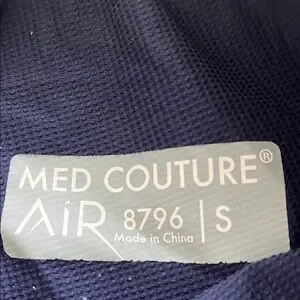 MED COUTURE®
AIR 8796 | S
Made in China